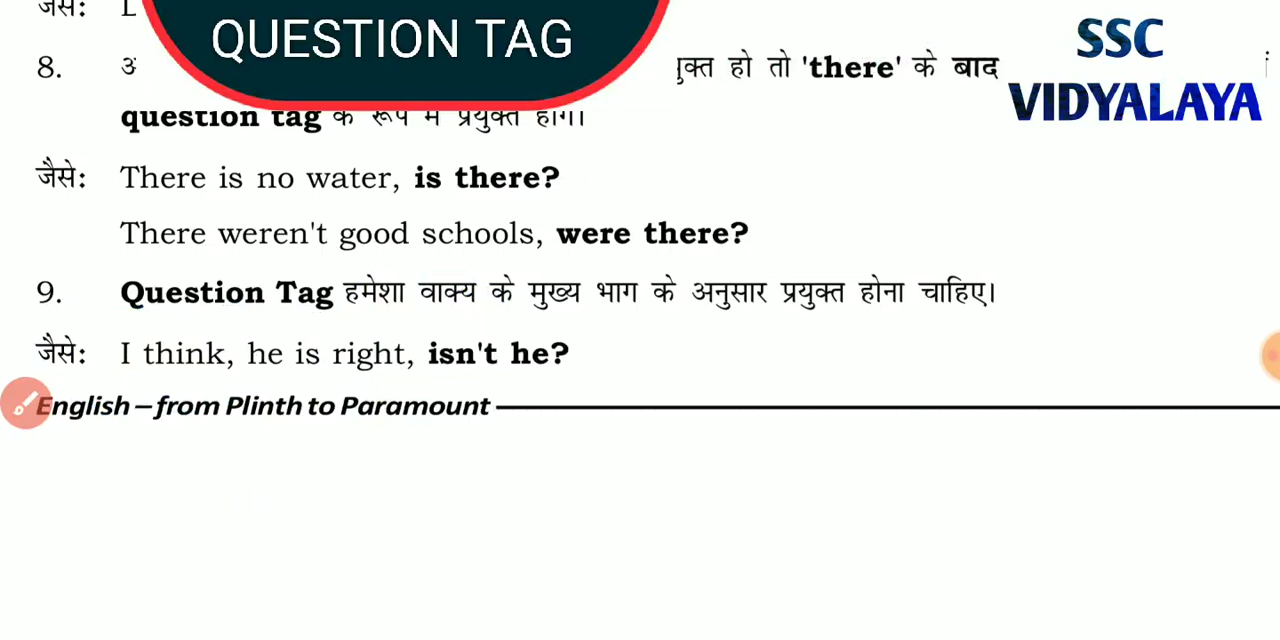 जैसे:
QUESTION TAG
SSC
VIDYALAYA
8. हो तो 'there' के बाद
question tag के रूप में प्रयुक्त होगा।
जैसे: There is no water, is there?
There weren't good schools, were there?
9. Question Tag हमेशा वाक्य के मुख्य भाग के अनुसार प्रयुक्त होना चाहिए।
जैसे: I think, he is right, isn't he?
English – from Plinth to Paramount